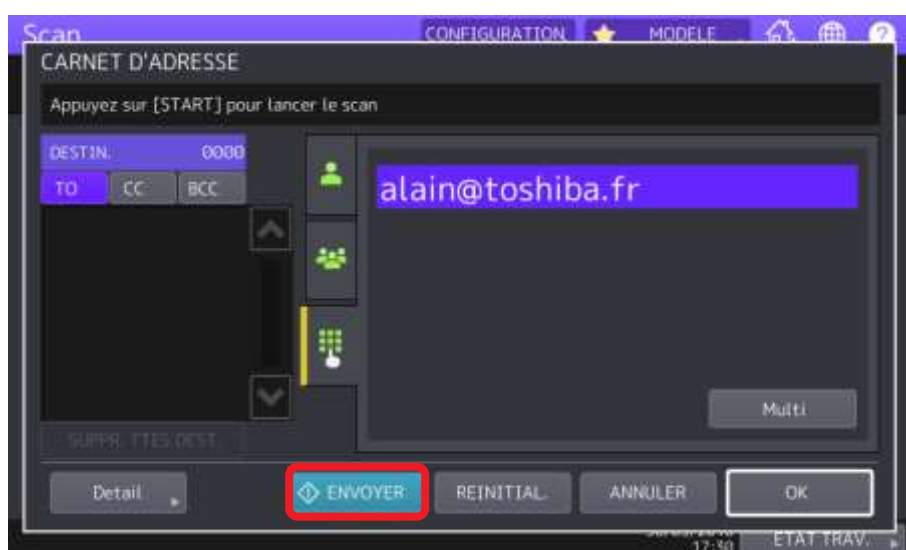 Scan CONFIGURATION MODELE ?
CARNET D'ADRESSE
Appuyez sur [START] pour lancer le scan
DESTIN. 0000
TO CC BCC
alain@toshiba.fr
Multi
SUPPR. TTES DEST.
Detail ENVOYER REINITIAL. ANNULER OK
17:30 ETAT TRAV.